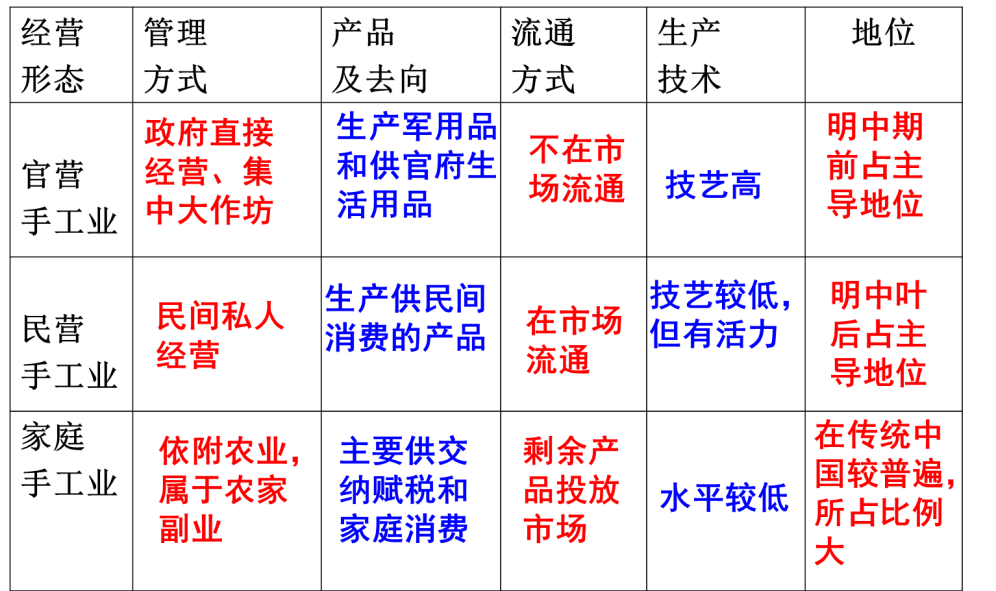 经营
形态
管理
方式
产品
及去向
流通
方式
生产
技术
地位
官营
手工业
政府直接
经营、集
中大作坊
生产军用品
和供官府生
活用品
不在市
场流通
技艺高
明中期
前占主
导地位
民营
手工业
民间私人
经营
生产供民间
消费的产品
在市场
流通
技艺较低，
但有活力
明中叶
后占主
导地位
家庭
手工业
依附农业，
属于农家
副业
主要供交
纳赋税和
家庭消费
剩余产
品投放
市场
水平较低
在传统中
国较普遍，
所占比例
大